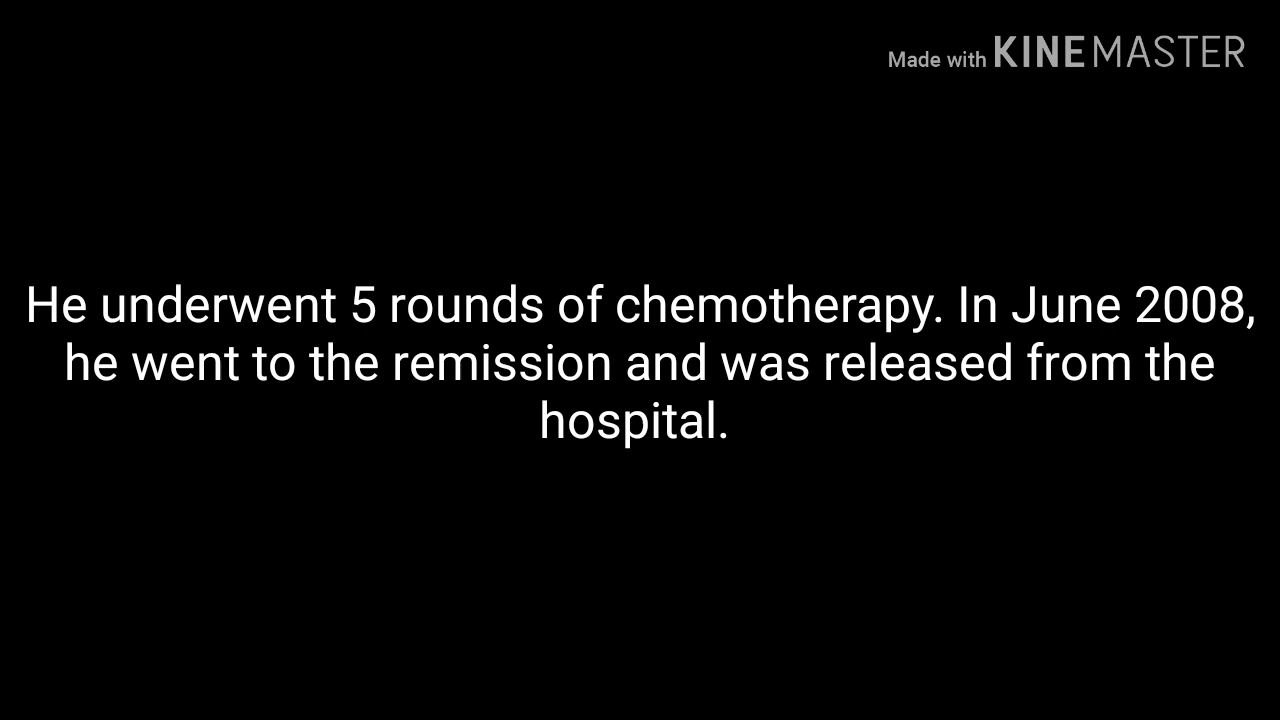 Made with KINEMASTER
He underwent 5 rounds of chemotherapy. In June 2008,
he went to the remission and was released from the
hospital.